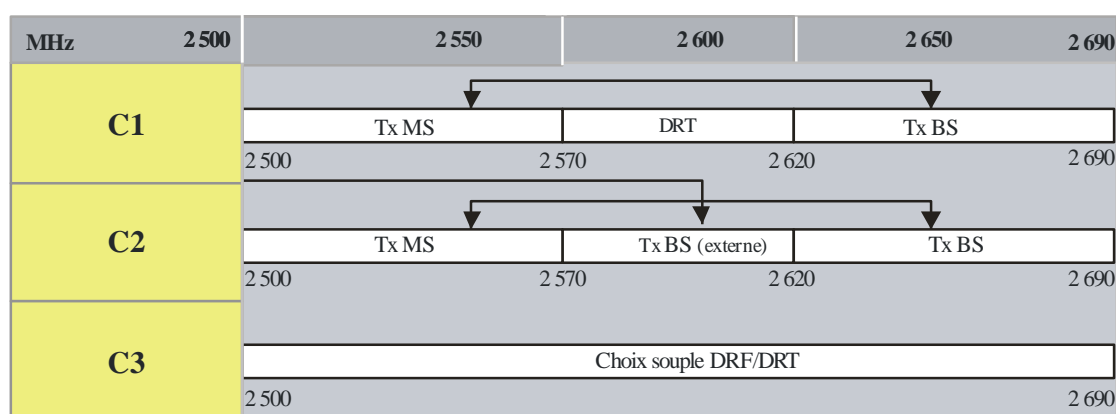 MHz 2 500 2 550 2 600 2 650 2 690
C1 Tx MS DRT Tx BS
2 500 2 570 2 620 2 690
C2 Tx MS Tx BS (externe) Tx BS
2 500 2 570 2 620 2 690
C3 Choix souple DRF/DRT
2 500 2 690